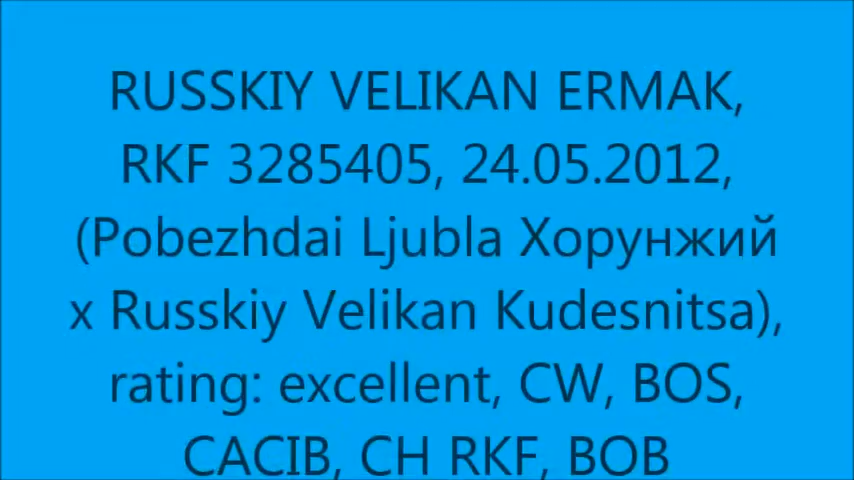 RUSSKIY VELIKAN ERMAK,
RKF 3285405, 24.05.2012,
(Pobezhdai Ljubla Хорунжий
x Russkiy Velikan Kudesnitsa),
rating: excellent, CW, BOS,
CACIB, CH RKF, BOB